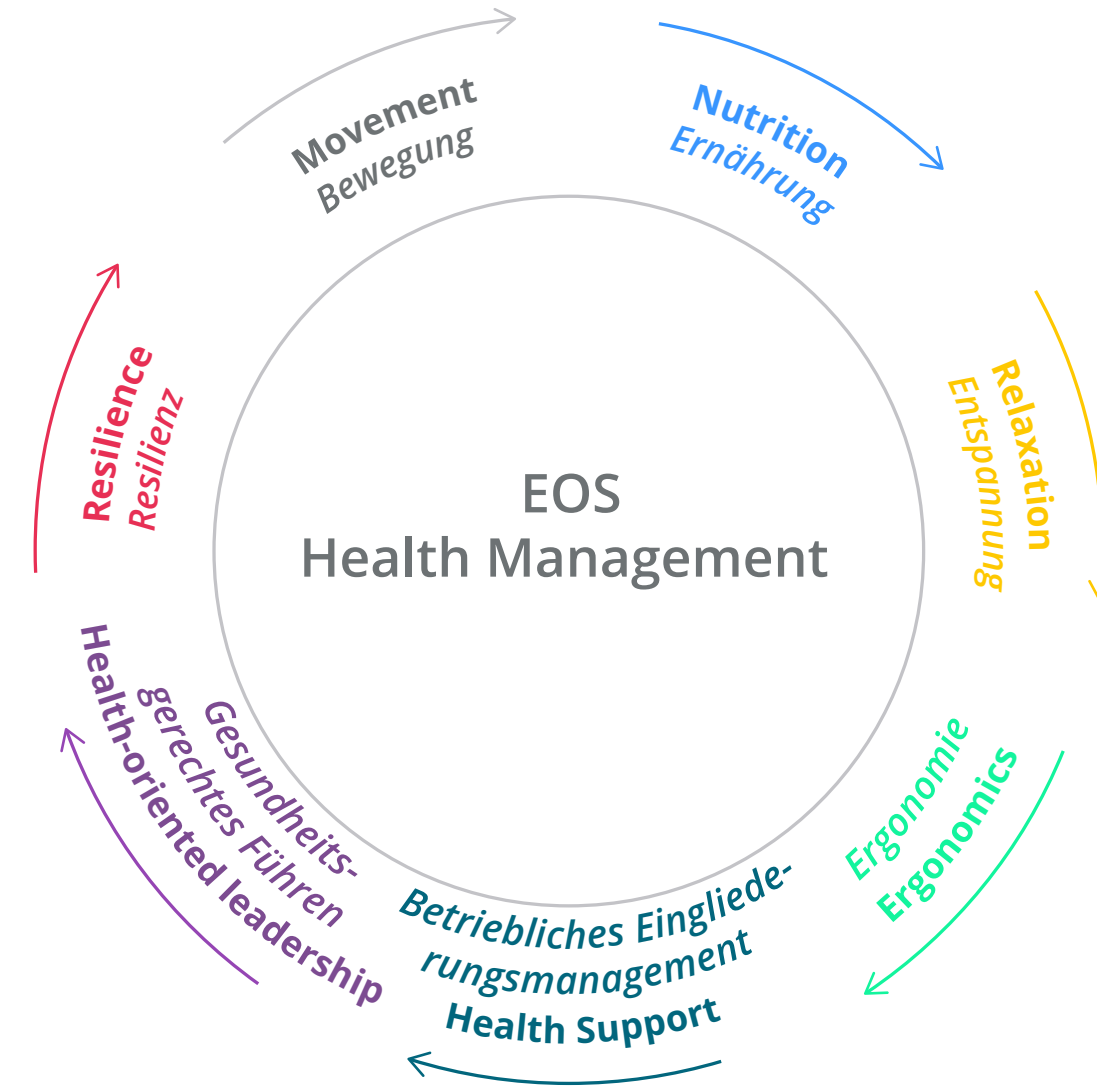 EOS
Health Management
Movement
Bewegung
Nutrition
Ernährung
Relaxation
Entspannung
Ergonomie
Ergonomics
Betriebliches Eingliede-
rungsmanagement
Health Support
Gesundheits-
gerechtes Führen
Health-oriented leadership
Resilience
Resilienz